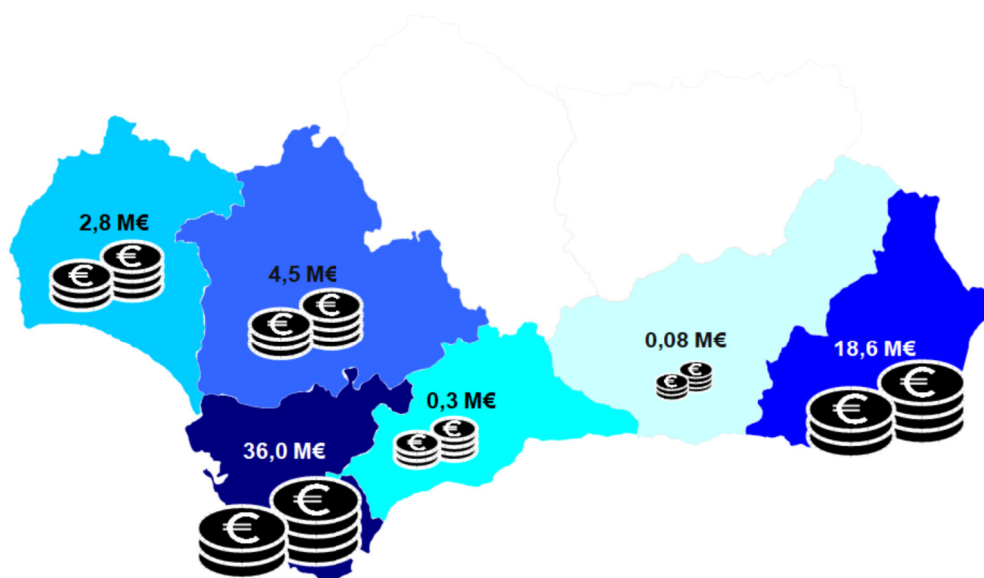 2,8 M€
4,5 M€
0,08 M€
18,6 M€
0,3 M€
36,0 M€
€
€
€
€
€
€
€
€
€
€
€
€